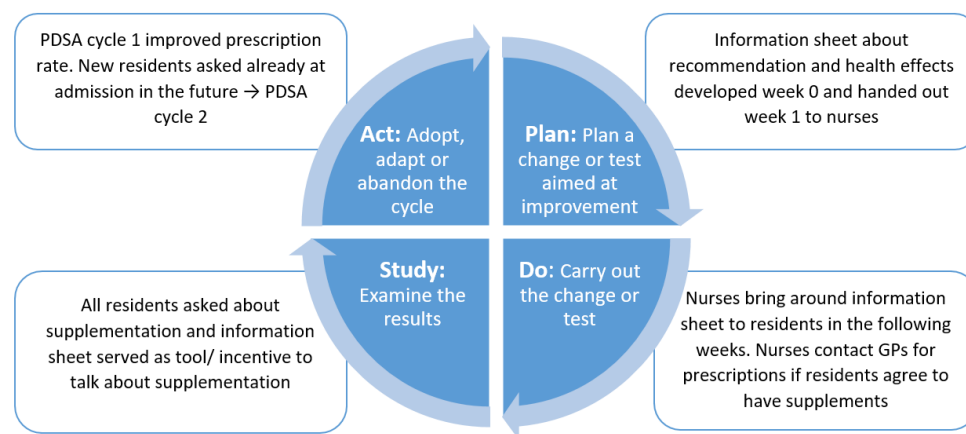 PDSA cycle 1 improved prescription
rate. New residents asked already at
admission in the future → PDSA
cycle 2
Information sheet about
recommendation and health effects
developed week 0 and handed out
week 1 to nurses
Act: Adopt,
adapt or
abandon the
cycle
Plan: Plan a
change or test
aimed at
improvement
Study:
Examine the
results
Do: Carry out
the change or
test
All residents asked about
supplementation and information
sheet served as tool/ incentive to
talk about supplementation
Nurses bring around information
sheet to residents in the following
weeks. Nurses contact GPs for
prescriptions if residents agree to
have supplements